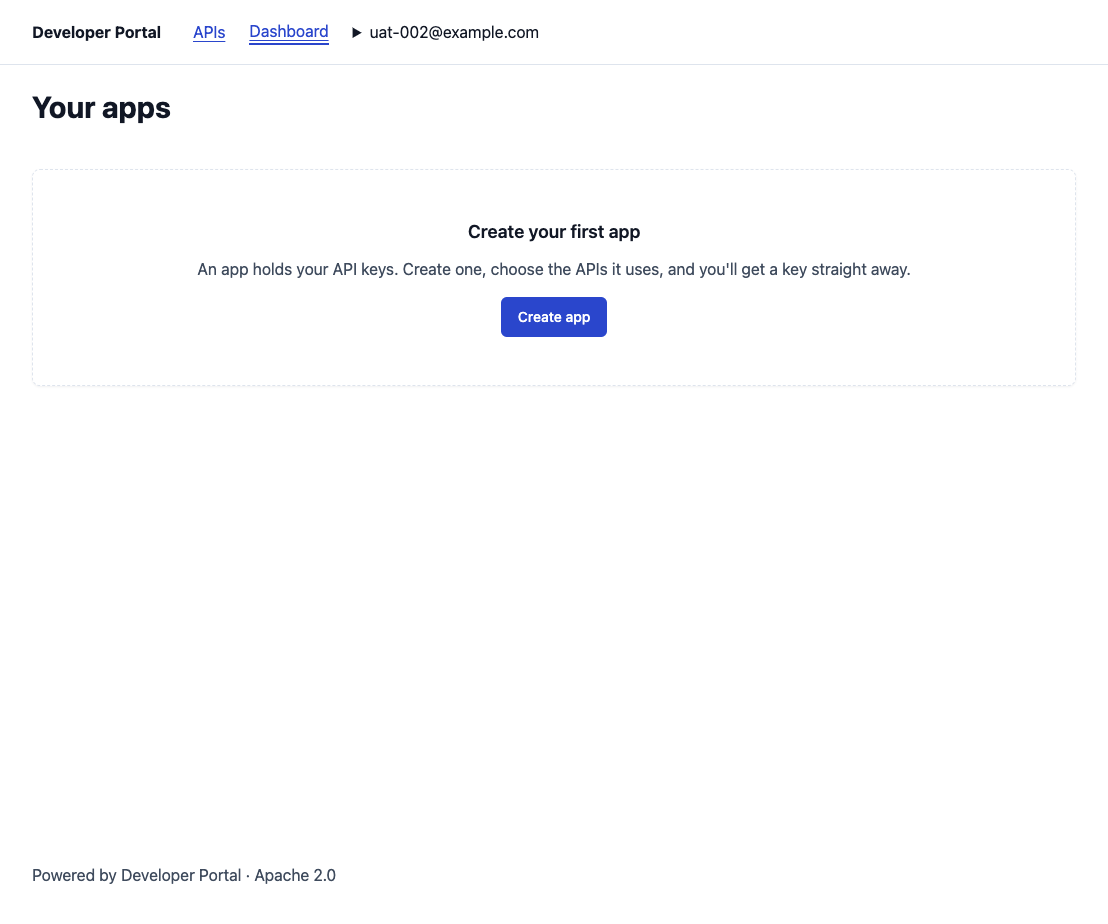 Developer Portal APIs Dashboard ▶ uat-002@example.com
Your apps
Create your first app
An app holds your API keys. Create one, choose the APIs it uses, and you'll get a key straight away.
Create app
Powered by Developer Portal · Apache 2.0